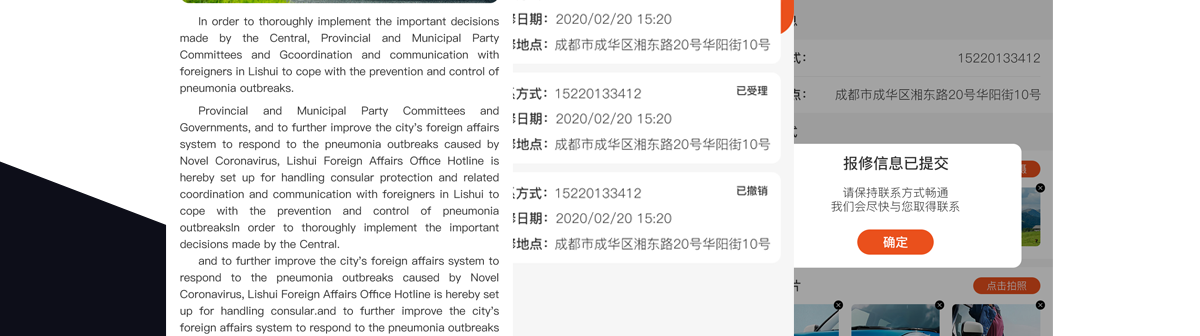 In order to thoroughly implement the important decisions
made by the Central, Provincial and Municipal Party
Committees and Gcoordination and communication with
foreigners in Lishui to cope with the prevention and control of
pneumonia outbreaks.
Provincial and Municipal Party Committees and
Governments, and to further improve the city's foreign affairs
system to respond to the pneumonia outbreaks caused by
Novel Coronavirus, Lishui Foreign Affairs Office Hotline is
hereby set up for handling consular protection and related
coordination and communication with foreigners in Lishui to
cope with the prevention and control of pneumonia
outbreaksIn order to thoroughly implement the important
decisions made by the Central.
and to further improve the city's foreign affairs system to
respond to the pneumonia outbreaks caused by Novel
Coronavirus, Lishui Foreign Affairs Office Hotline is hereby set
up for handling consular.and to further improve the city's
foreign affairs system to respond to the pneumonia outbreaks
日期：2020/02/20 15:20
地点：成都市成华区湘东路20号华阳街10号
方式：15220133412
已受理
日期：2020/02/20 15:20
地点：成都市成华区湘东路20号华阳街10号
方式：15220133412
已撤销
日期：2020/02/20 15:20
地点：成都市成华区湘东路20号华阳街10号
式：
15220133412
点：
成都市成华区湘东路20号华阳街10号
式
报修信息已提交
请保持联系方式畅通
我们会尽快与您取得联系
确定
片
点击拍照